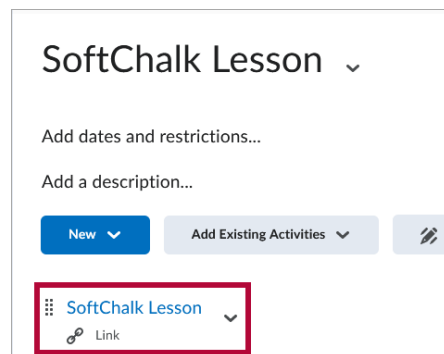 SoftChalk Lesson
Add dates and restrictions...
Add a description...
New Add Existing Activities
SoftChalk Lesson
Link